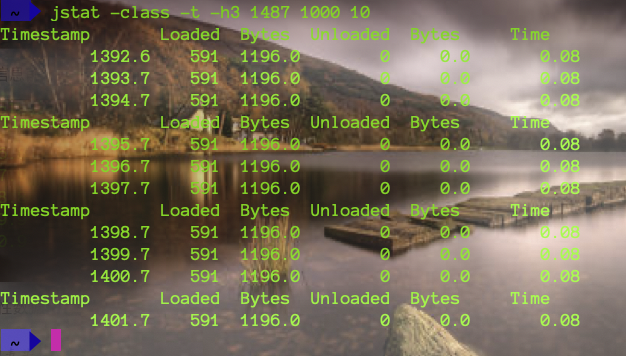 ~ jstat -class -t -h3 1487 1000 10
Timestamp Loaded Bytes Unloaded Bytes Time
1392.6 591 1196.0 0 0.0 0.08
1393.7 591 1196.0 0 0.0 0.08
1394.7 591 1196.0 0 0.0 0.08
Timestamp Loaded Bytes Unloaded Bytes Time
1395.7 591 1196.0 0 0.0 0.08
1396.7 591 1196.0 0 0.0 0.08
1397.7 591 1196.0 0 0.0 0.08
Timestamp Loaded Bytes Unloaded Bytes Time
1398.7 591 1196.0 0 0.0 0.08
1399.7 591 1196.0 0 0.0 0.08
1400.7 591 1196.0 0 0.0 0.08
Timestamp Loaded Bytes Unloaded Bytes Time
1401.7 591 1196.0 0 0.0 0.08
~